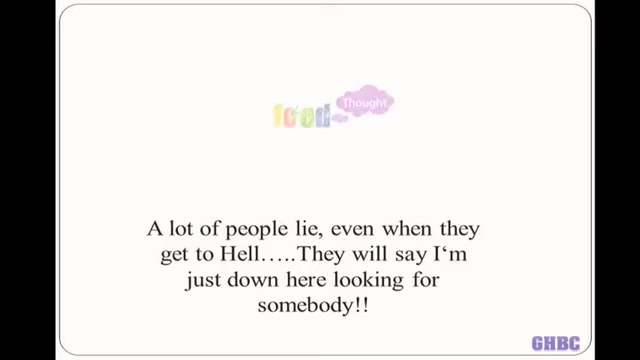 food
Thought
A lot of people lie, even when they
get to Hell…..They will say I‘m
just down here looking for
somebody!!
GHBC